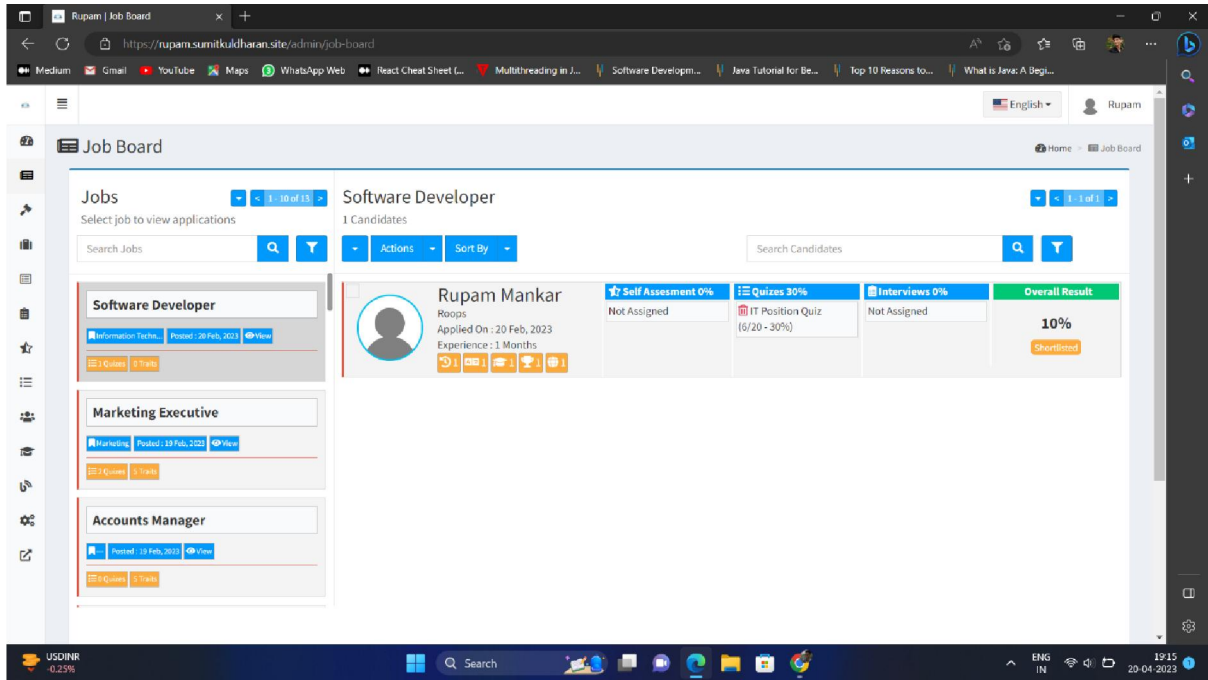 Rupam | Job Board
https://rupam.sumitkuldharan.site/admin/job-board
Medium Gmail YouTube Maps WhatsApp Web React Cheat Sheet (... Multithreading in J... Software Developm... Java Tutorial for Be... Top 10 Reasons to... What is Java: A Begi...
English Rupam
Job Board
Home > Job Board
Jobs
< 1 - 10 of 13 >
Select job to view applications
Search Jobs
Software Developer
Information Techn... Posted : 20 Feb, 2023 View
1 Quizes 0 Traits
Marketing Executive
Marketing Posted : 19 Feb, 2023 View
5 Traits
Accounts Manager
--- Posted : 19 Feb, 2023 View
5 Traits
Software Developer
< 1 - 1 of 1 >
1 Candidates
Actions Sort By
Search Candidates
Rupam Mankar
Roops
Applied On : 20 Feb, 2023
Experience : 1 Months
1 1 1 1 1
Self Assesment 0%
Not Assigned
Quizes 30%
IT Position Quiz
(6/20 - 30%)
Interviews 0%
Not Assigned
Overall Result
10%
Shortlisted
USDINR
-0.25%
Search
ENG
IN
19:15
20-04-2023
1